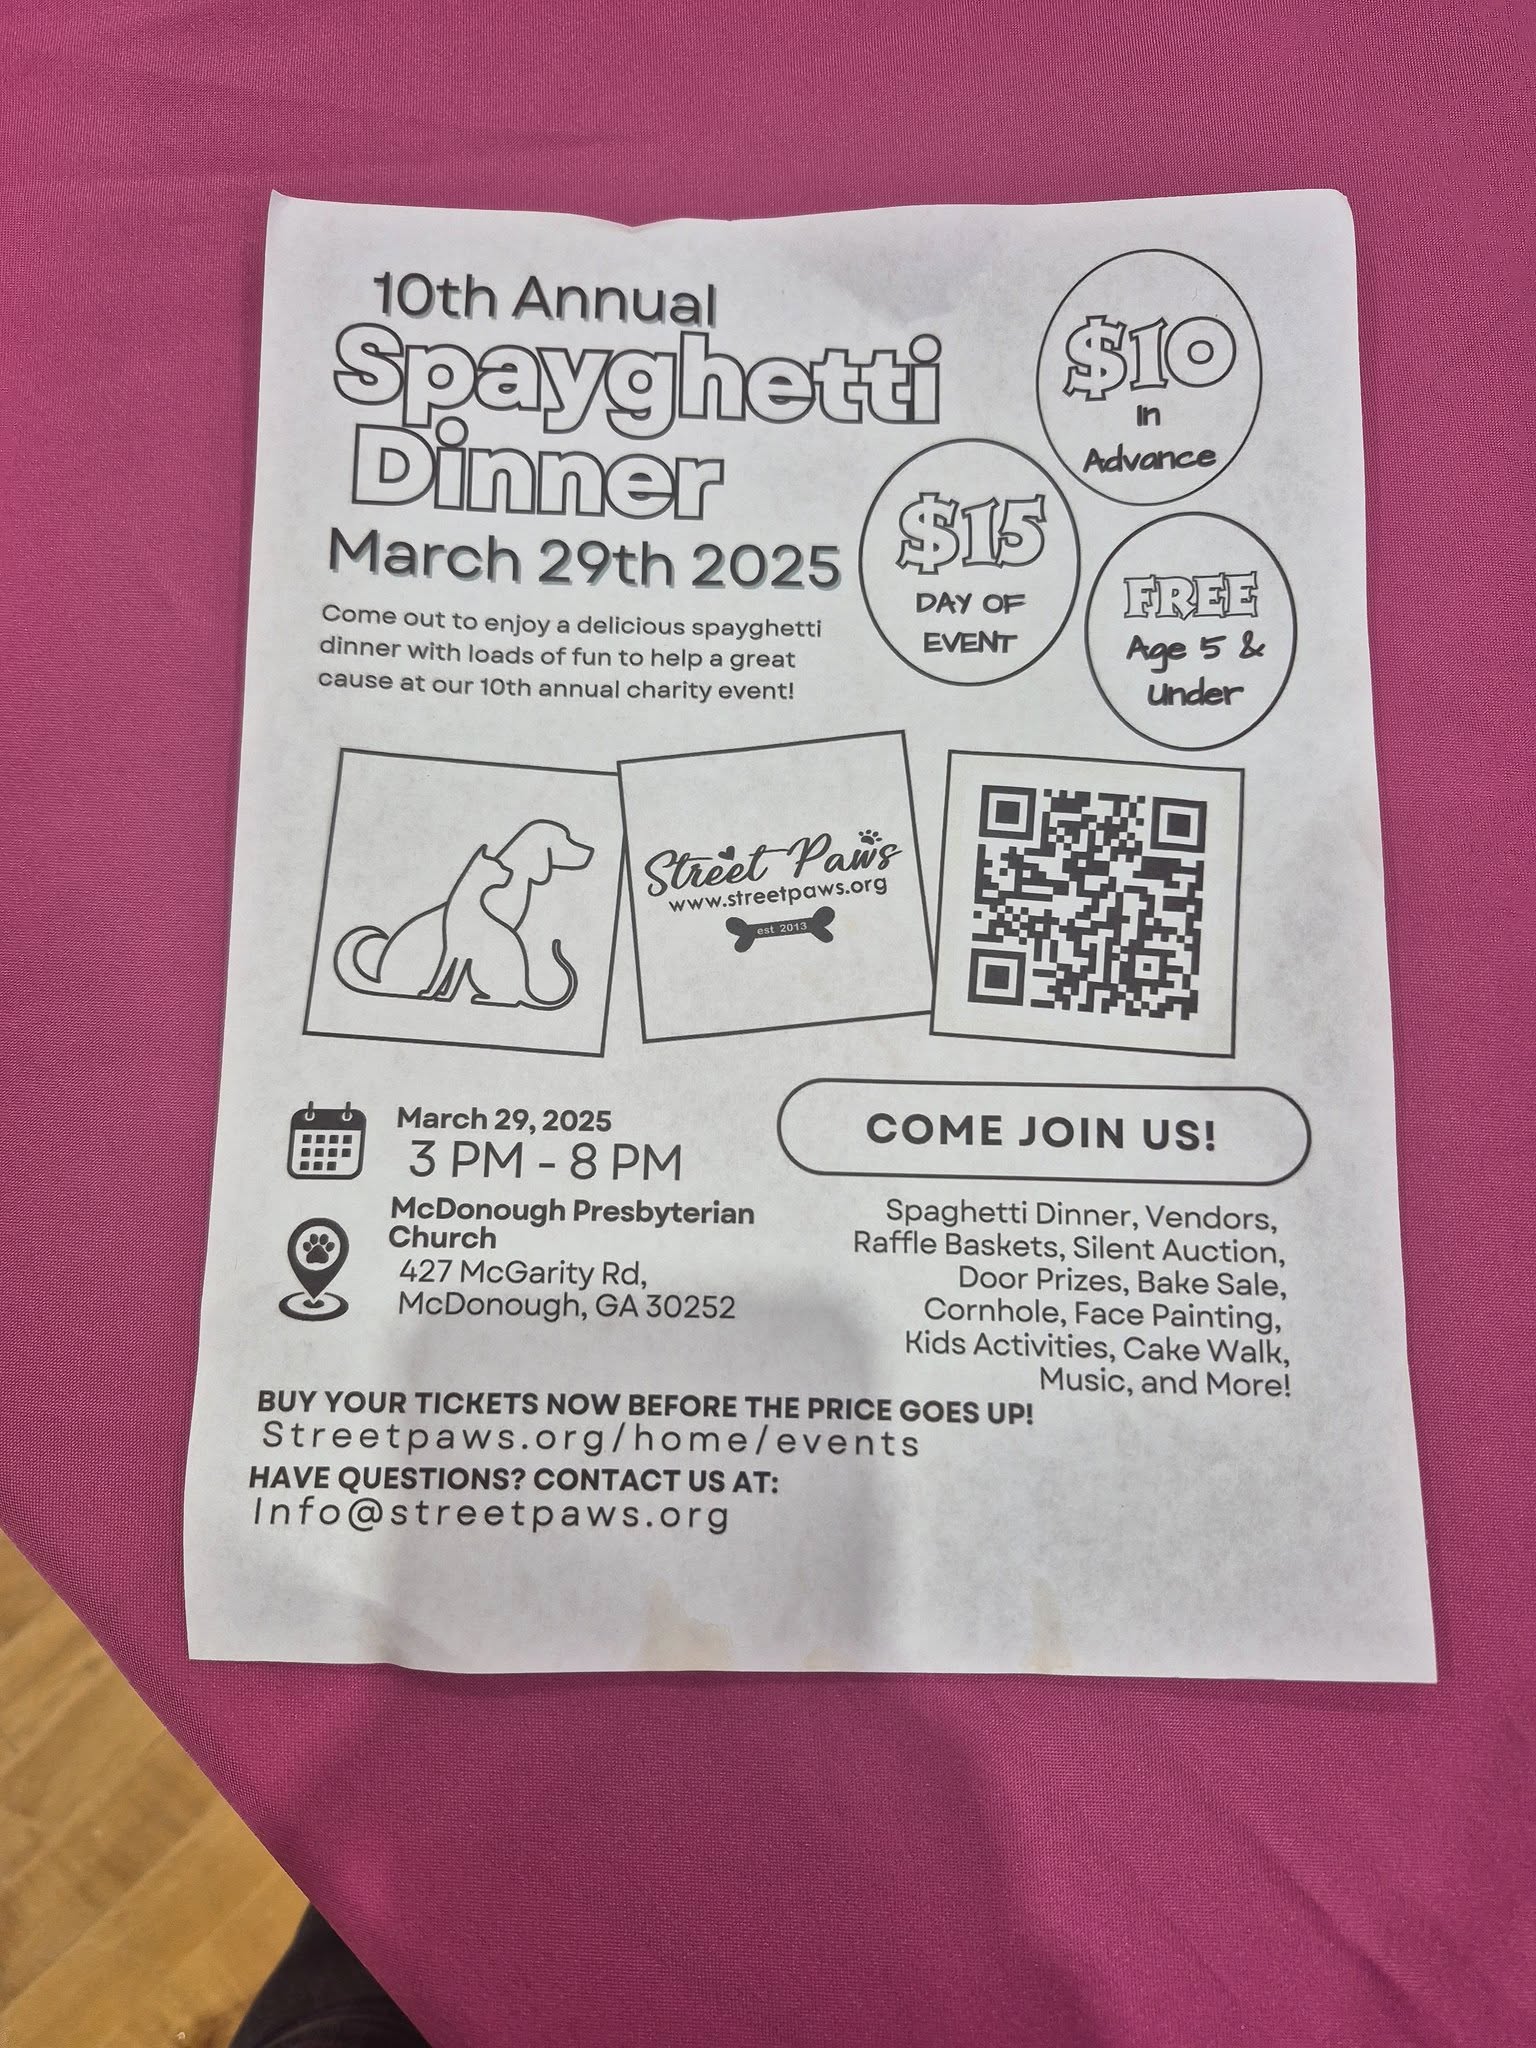 10th Annual
Spayghetti
Dinner
March 29th 2025
Come out to enjoy a delicious spayghetti
dinner with loads of fun to help a great
cause at our 10th annual charity event!
$10
In
Advance
$15
DAY OF
EVENT
FREE
Age 5 &
Under
Street Paws
www.streetpaws.org
est 2013
March 29, 2025
3 PM - 8 PM
McDonough Presbyterian
Church
427 McGarity Rd,
McDonough, GA 30252
COME JOIN US!
Spaghetti Dinner, Vendors,
Raffle Baskets, Silent Auction,
Door Prizes, Bake Sale,
Cornhole, Face Painting,
Kids Activities, Cake Walk,
Music, and More!
BUY YOUR TICKETS NOW BEFORE THE PRICE GOES UP!
Streetpaws.org/home/events
HAVE QUESTIONS? CONTACT US AT:
Info@streetpaws.org